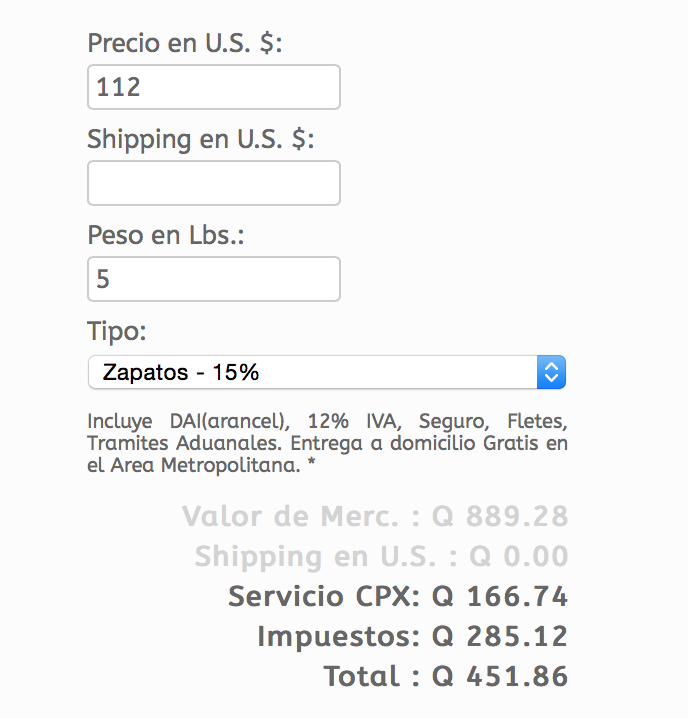 Precio en U.S. $:
112
Shipping en U.S. $:
Peso en Lbs.:
5
Tipo:
Zapatos - 15%
Incluye DAI(arancel), 12% IVA, Seguro, Fletes,
Tramites Aduanales. Entrega a domicilio Gratis en
el Area Metropolitana. *
Valor de Merc. : Q 889.28
Shipping en U.S. : Q 0.00
Servicio CPX: Q 166.74
Impuestos: Q 285.12
Total : Q 451.86